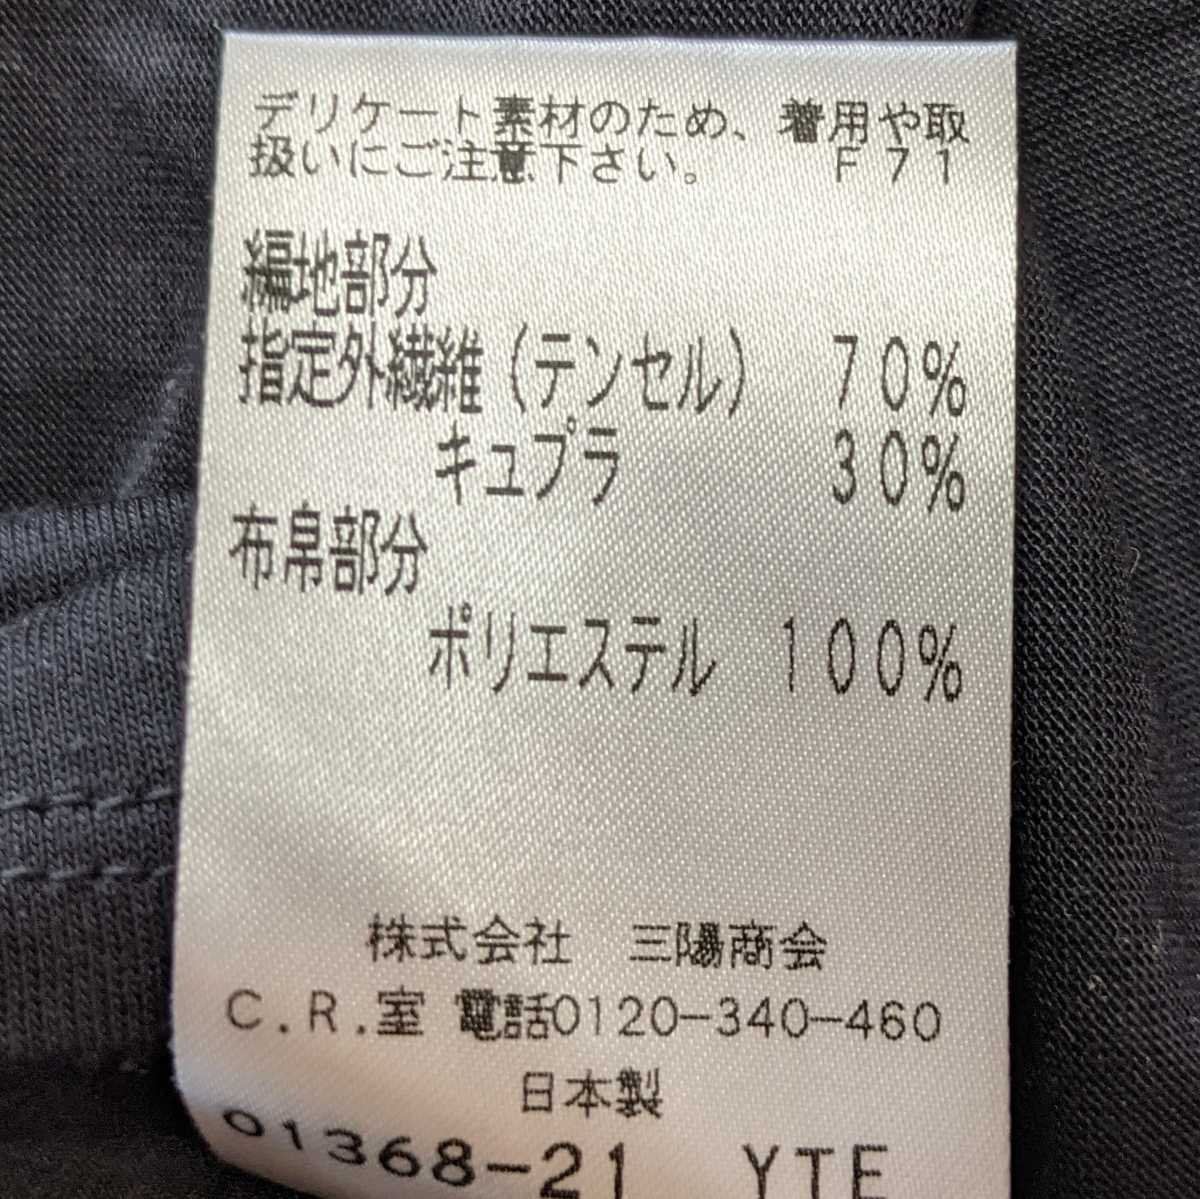 デリケート素材のため、着用や取
扱いにご注意下さい。 F71
編地部分
指定外繊維(テンセル) 70%
キュプラ 30%
布帛部分
ポリエステル 100%
株式会社 三陽商会
C.R.室 電話0120-340-460
日本製
01368-21 YTE